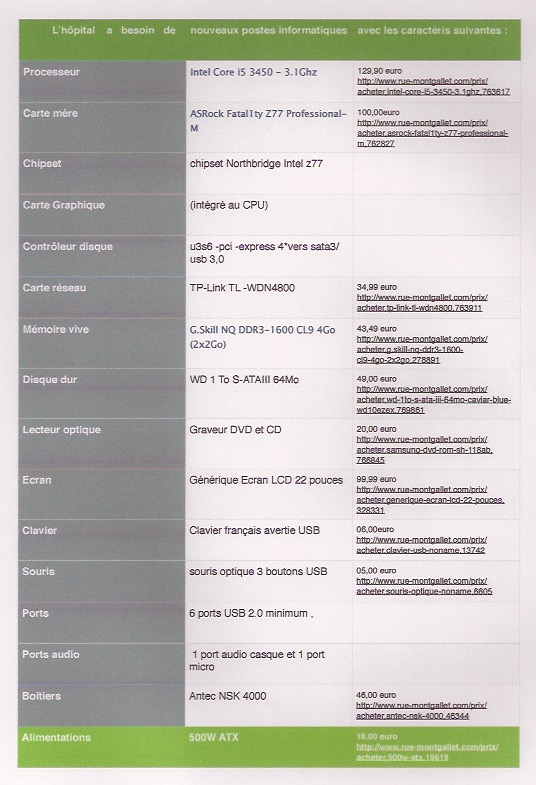 L'hôpital a besoin de nouveaux postes informatiques avec les caractéris suivantes :
Processeur
Intel Core i5 3450 - 3.1Ghz
129,90 euro
http://www.rue-montgallet.com/prix/
acheter,intel-core-i5-3450-3.1ghz,763617
Carte mère
ASRock Fatal1ty Z77 Professional-
M
100,00euro
http://www.rue-montgallet.com/prix/
acheter,asrock-fatal1ty-z77-professional-
m,762827
Chipset
chipset Northbridge Intel z77
Carte Graphique
(intégré au CPU)
Contrôleur disque
u3s6 -pci -express 4*vers sata3/
usb 3,0
Carte réseau
TP-Link TL -WDN4800
34,99 euro
http://www.rue-montgallet.com/prix/
acheter,tp-link-tl-wdn4800,763911
Mémoire vive
G.Skill NQ DDR3-1600 CL9 4Go
(2x2Go)
43,49 euro
http://www.rue-montgallet.com/prix/
acheter,g.skill-nq-ddr3-1600-
cl9-4go-2x2go,278891
Disque dur
WD 1 To S-ATAIII 64Mo
49,00 euro
http://www.rue-montgallet.com/prix/
acheter,wd-1to-s-ata-iii-64mo-caviar-blue-
wd10ezex,769861
Lecteur optique
Graveur DVD et CD
20,00 euro
http://www.rue-montgallet.com/prix/
acheter,samsung-dvd-rom-sh-118ab,
766845
Ecran
Générique Ecran LCD 22 pouces
99,99 euro
http://www.rue-montgallet.com/prix/
acheter,generique-ecran-lcd-22-pouces,
328331
Clavier
Clavier français avertie USB
06,00euro
http://www.rue-montgallet.com/prix/
acheter,clavier-usb-noname,13742
Souris
souris optique 3 boutons USB
05,00 euro
http://www.rue-montgallet.com/prix/
acheter,souris-optique-noname,6605
Ports
6 ports USB 2.0 minimum ,
Ports audio
1 port audio casque et 1 port
micro
Boîtiers
Antec NSK 4000
46,00 euro
http://www.rue-montgallet.com/prix/
acheter,antec-nsk-4000,46344
Alimentations
500W ATX
18,00 euro
http://www.rue-montgallet.com/prix/
acheter,500w-atx,15619